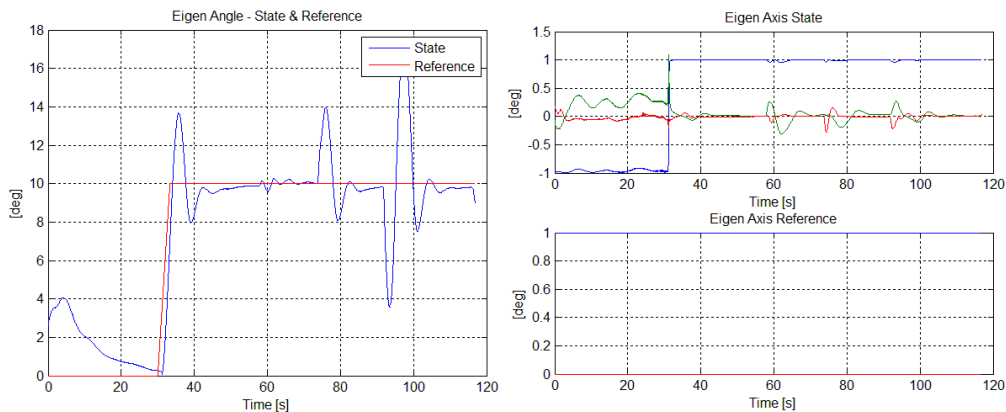 Eigen Angle - State & Reference
18
16
14
12
10
8
6
4
2
0
[deg]
State
Reference
0 20 40 60 80 100 120
Time [s]
Eigen Axis State
1.5
1
0.5
0
-0.5
-1
[deg]
0 20 40 60 80 100 120
Time [s]
Eigen Axis Reference
1
0.8
0.6
0.4
0.2
0
[deg]
0 20 40 60 80 100 120
Time [s]